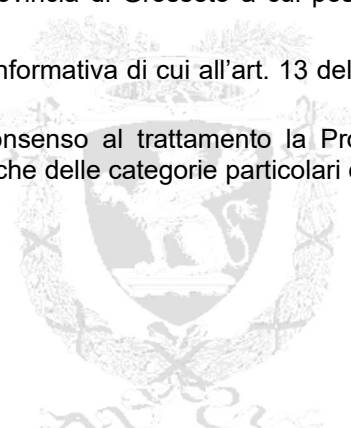 ovincia di Grosseto a cui pos
nformativa di cui all'art. 13 del
onsenso al trattamento la Pro
che delle categorie particolari